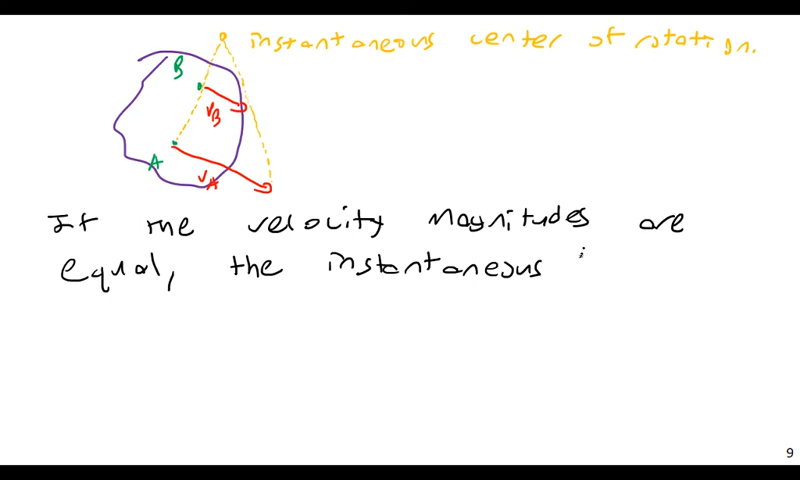 instantaneous center of rotation.
B
vB
A
vA
If the velocity magnitudes are
equal, the instantaneous
9